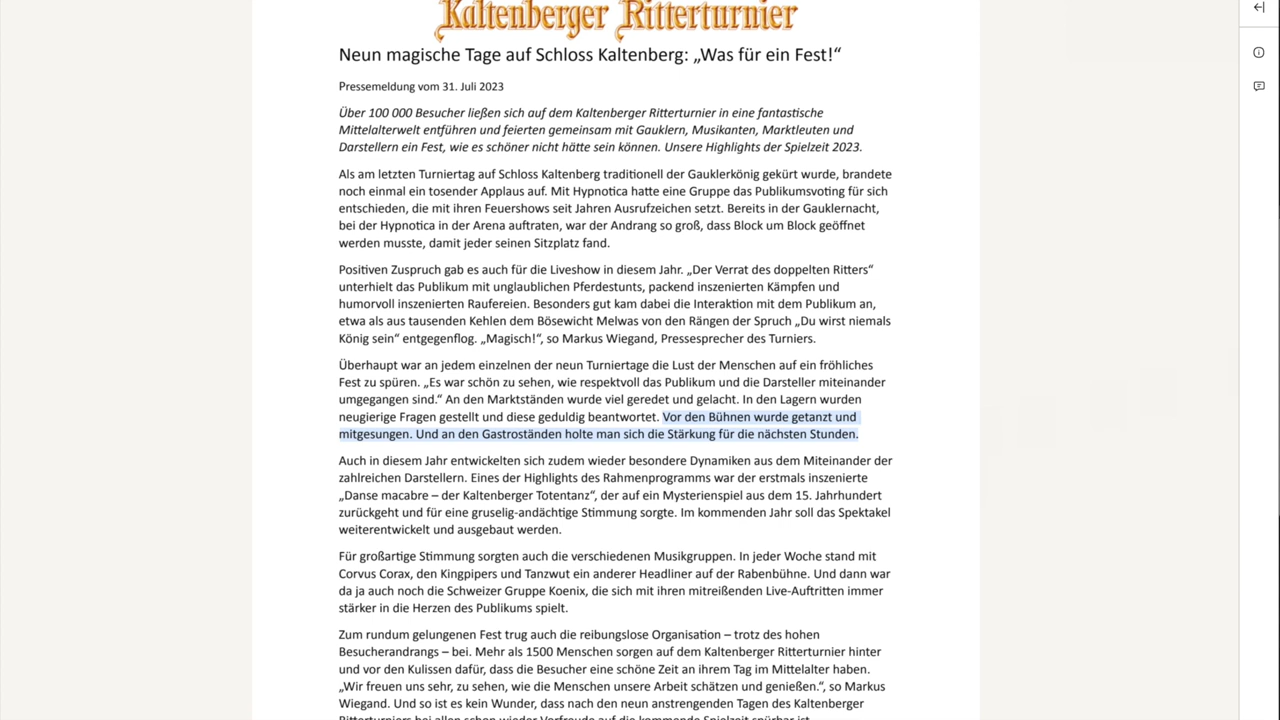 Kaltenberger Ritterturnier
Neun magische Tage auf Schloss Kaltenberg: „Was für ein Fest!“
Pressemeldung vom 31. Juli 2023
Über 100 000 Besucher ließen sich auf dem Kaltenberger Ritterturnier in eine fantastische
Mittelalterwelt entführen und feierten gemeinsam mit Gauklern, Musikanten, Marktleuten und
Darstellern ein Fest, wie es schöner nicht hätte sein können. Unsere Highlights der Spielzeit 2023.
Als am letzten Turniertag auf Schloss Kaltenberg traditionell der Gauklerkönig gekürt wurde, brandete
noch einmal ein tosender Applaus auf. Mit Hypnotica hatte eine Gruppe das Publikumsvoting für sich
entschieden, die mit ihren Feuershows seit Jahren Ausrufzeichen setzt. Bereits in der Gauklernacht,
bei der Hypnotica in der Arena auftraten, war der Andrang so groß, dass Block um Block geöffnet
werden musste, damit jeder seinen Sitzplatz fand.
Positiven Zuspruch gab es auch für die Liveshow in diesem Jahr. „Der Verrat des doppelten Ritters“
unterhielt das Publikum mit unglaublichen Pferdestunts, packend inszenierten Kämpfen und
humorvoll inszenierten Raufereien. Besonders gut kam dabei die Interaktion mit dem Publikum an,
etwa als aus tausenden Kehlen dem Bösewicht Melwas von den Rängen der Spruch „Du wirst niemals
König sein“ entgegenflog. „Magisch!“, so Markus Wiegand, Pressesprecher des Turniers.
Überhaupt war an jedem einzelnen der neun Turniertage die Lust der Menschen auf ein fröhliches
Fest zu spüren. „Es war schön zu sehen, wie respektvoll das Publikum und die Darsteller miteinander
umgegangen sind.“ An den Marktständen wurde viel geredet und gelacht. In den Lagern wurden
neugierige Fragen gestellt und diese geduldig beantwortet. Vor den Bühnen wurde getanzt und
mitgesungen. Und an den Gastroständen holte man sich die Stärkung für die nächsten Stunden.
Auch in diesem Jahr entwickelten sich zudem wieder besondere Dynamiken aus dem Miteinander der
zahlreichen Darstellern. Eines der Highlights des Rahmenprogramms war der erstmals inszenierte
„Danse macabre – der Kaltenberger Totentanz“, der auf ein Mysterienspiel aus dem 15. Jahrhundert
zurückgeht und für eine gruselig-andächtige Stimmung sorgte. Im kommenden Jahr soll das Spektakel
weiterentwickelt und ausgebaut werden.
Für großartige Stimmung sorgten auch die verschiedenen Musikgruppen. In jeder Woche stand mit
Corvus Corax, den Kingpipers und Tanzwut ein anderer Headliner auf der Rabenbühne. Und dann war
da ja auch noch die Schweizer Gruppe Koenix, die sich mit ihren mitreißenden Live-Auftritten immer
stärker in die Herzen des Publikums spielt.
Zum rundum gelungenen Fest trug auch die reibungslose Organisation – trotz des hohen
Besucherandrangs – bei. Mehr als 1500 Menschen sorgen auf dem Kaltenberger Ritterturnier hinter
und vor den Kulissen dafür, dass die Besucher eine schöne Zeit an ihrem Tag im Mittelalter haben.
„Wir freuen uns sehr, zu sehen, wie die Menschen unsere Arbeit schätzen und genießen.“, so Markus
Wiegand. Und so ist es kein Wunder, dass nach den neun anstrengenden Tagen des Kaltenberger
Ritterturniers bei allen schon wieder Vorfreude auf die kommende Spielzeit spürbar ist